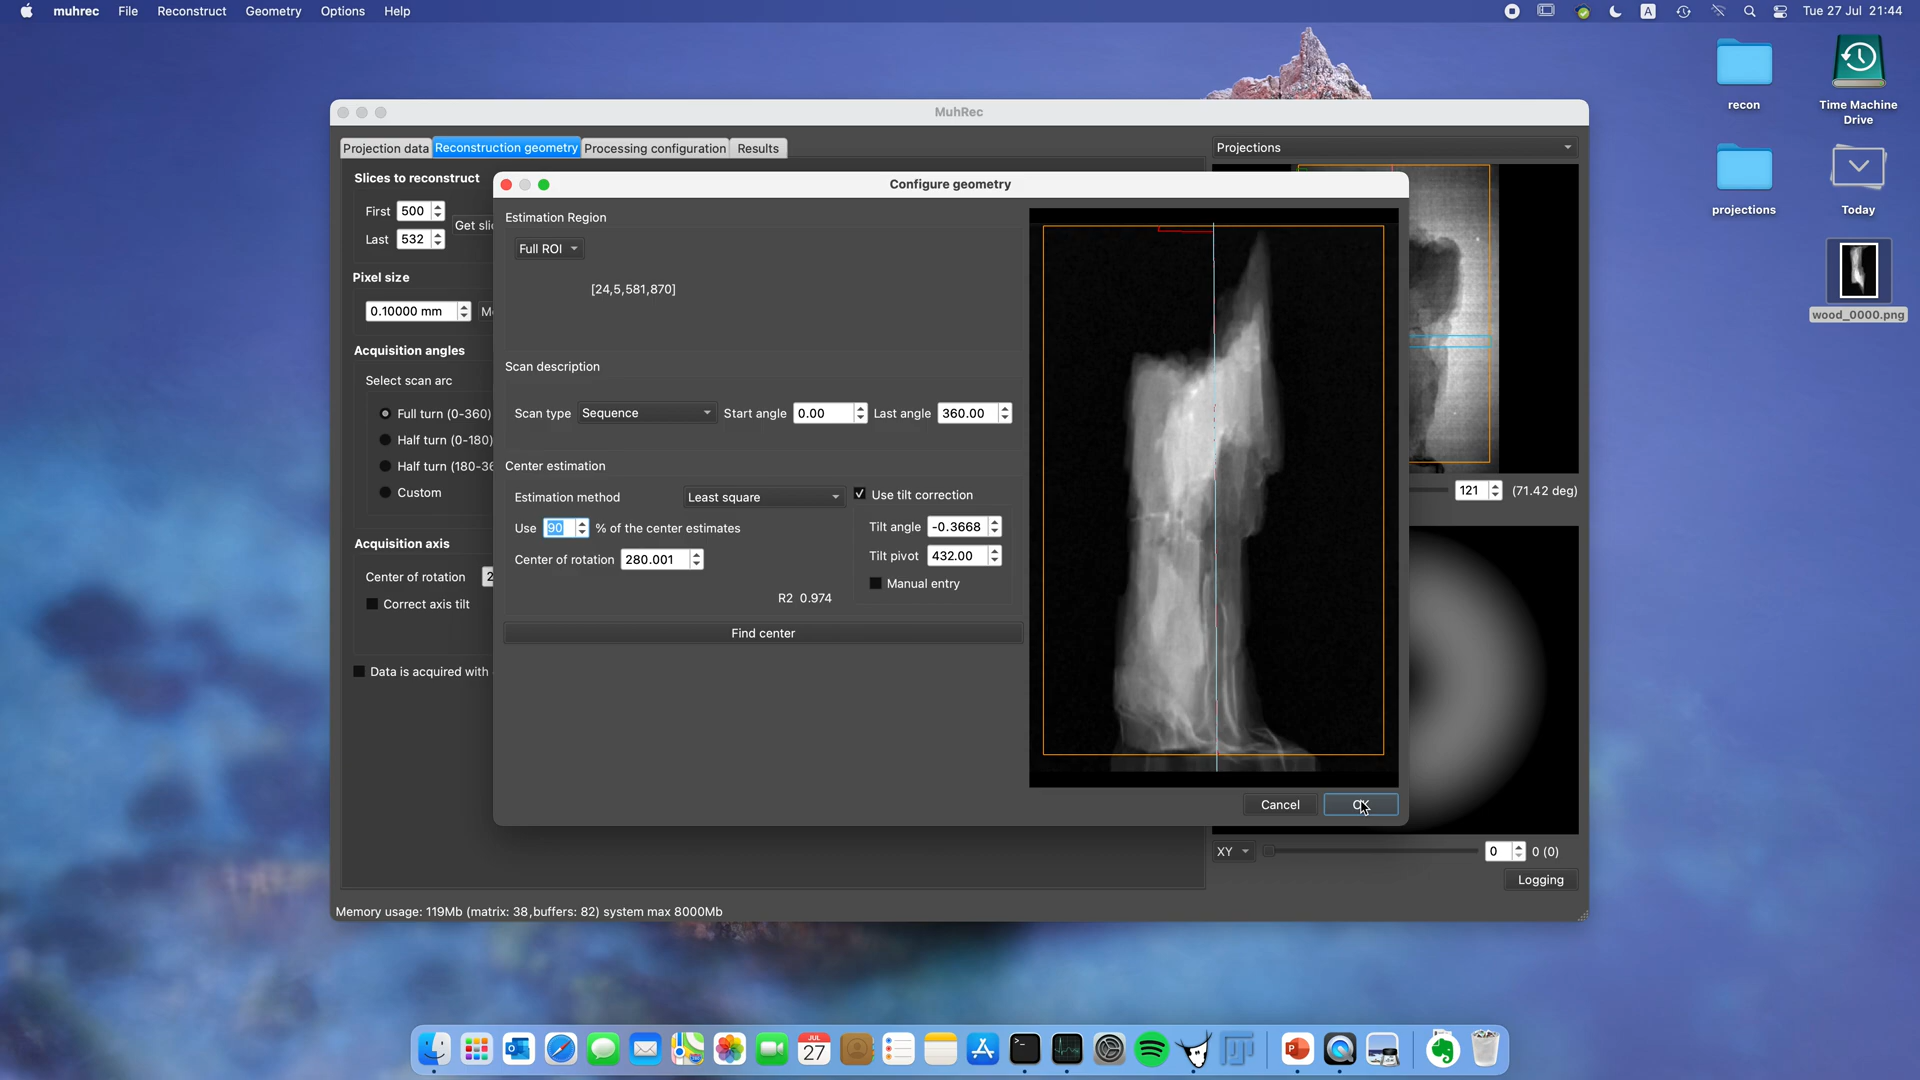 muhrec File Reconstruct Geometry Options Help
A Tue 27 Jul 21:44
recon
Time Machine
Drive
projections
Today
wood_0000.png
MuhRec
Projection data Reconstruction geometry Processing configuration Results
Projections
Slices to reconstruct
First 500
Get sli
Last 532
Pixel size
0.10000 mm
Acquisition angles
Select scan arc
Full turn (0-360)
Half turn (0-180)
Half turn (180-36
Custom
Acquisition axis
Center of rotation 2
Correct axis tilt
Data is acquired with
Configure geometry
Estimation Region
Full ROI
[24,5,581,870]
Scan description
Scan type Sequence Start angle 0.00 Last angle 360.00
Center estimation
Estimation method Least square Use tilt correction
Use 90 % of the center estimates Tilt angle -0.3668
Center of rotation 280.001 Tilt pivot 432.00
Manual entry
R2 0.974
Find center
Cancel OK
121 (71.42 deg)
XY 0 0 (0)
Logging
Memory usage: 119Mb (matrix: 38,buffers: 82) system max 8000Mb
JUL
27